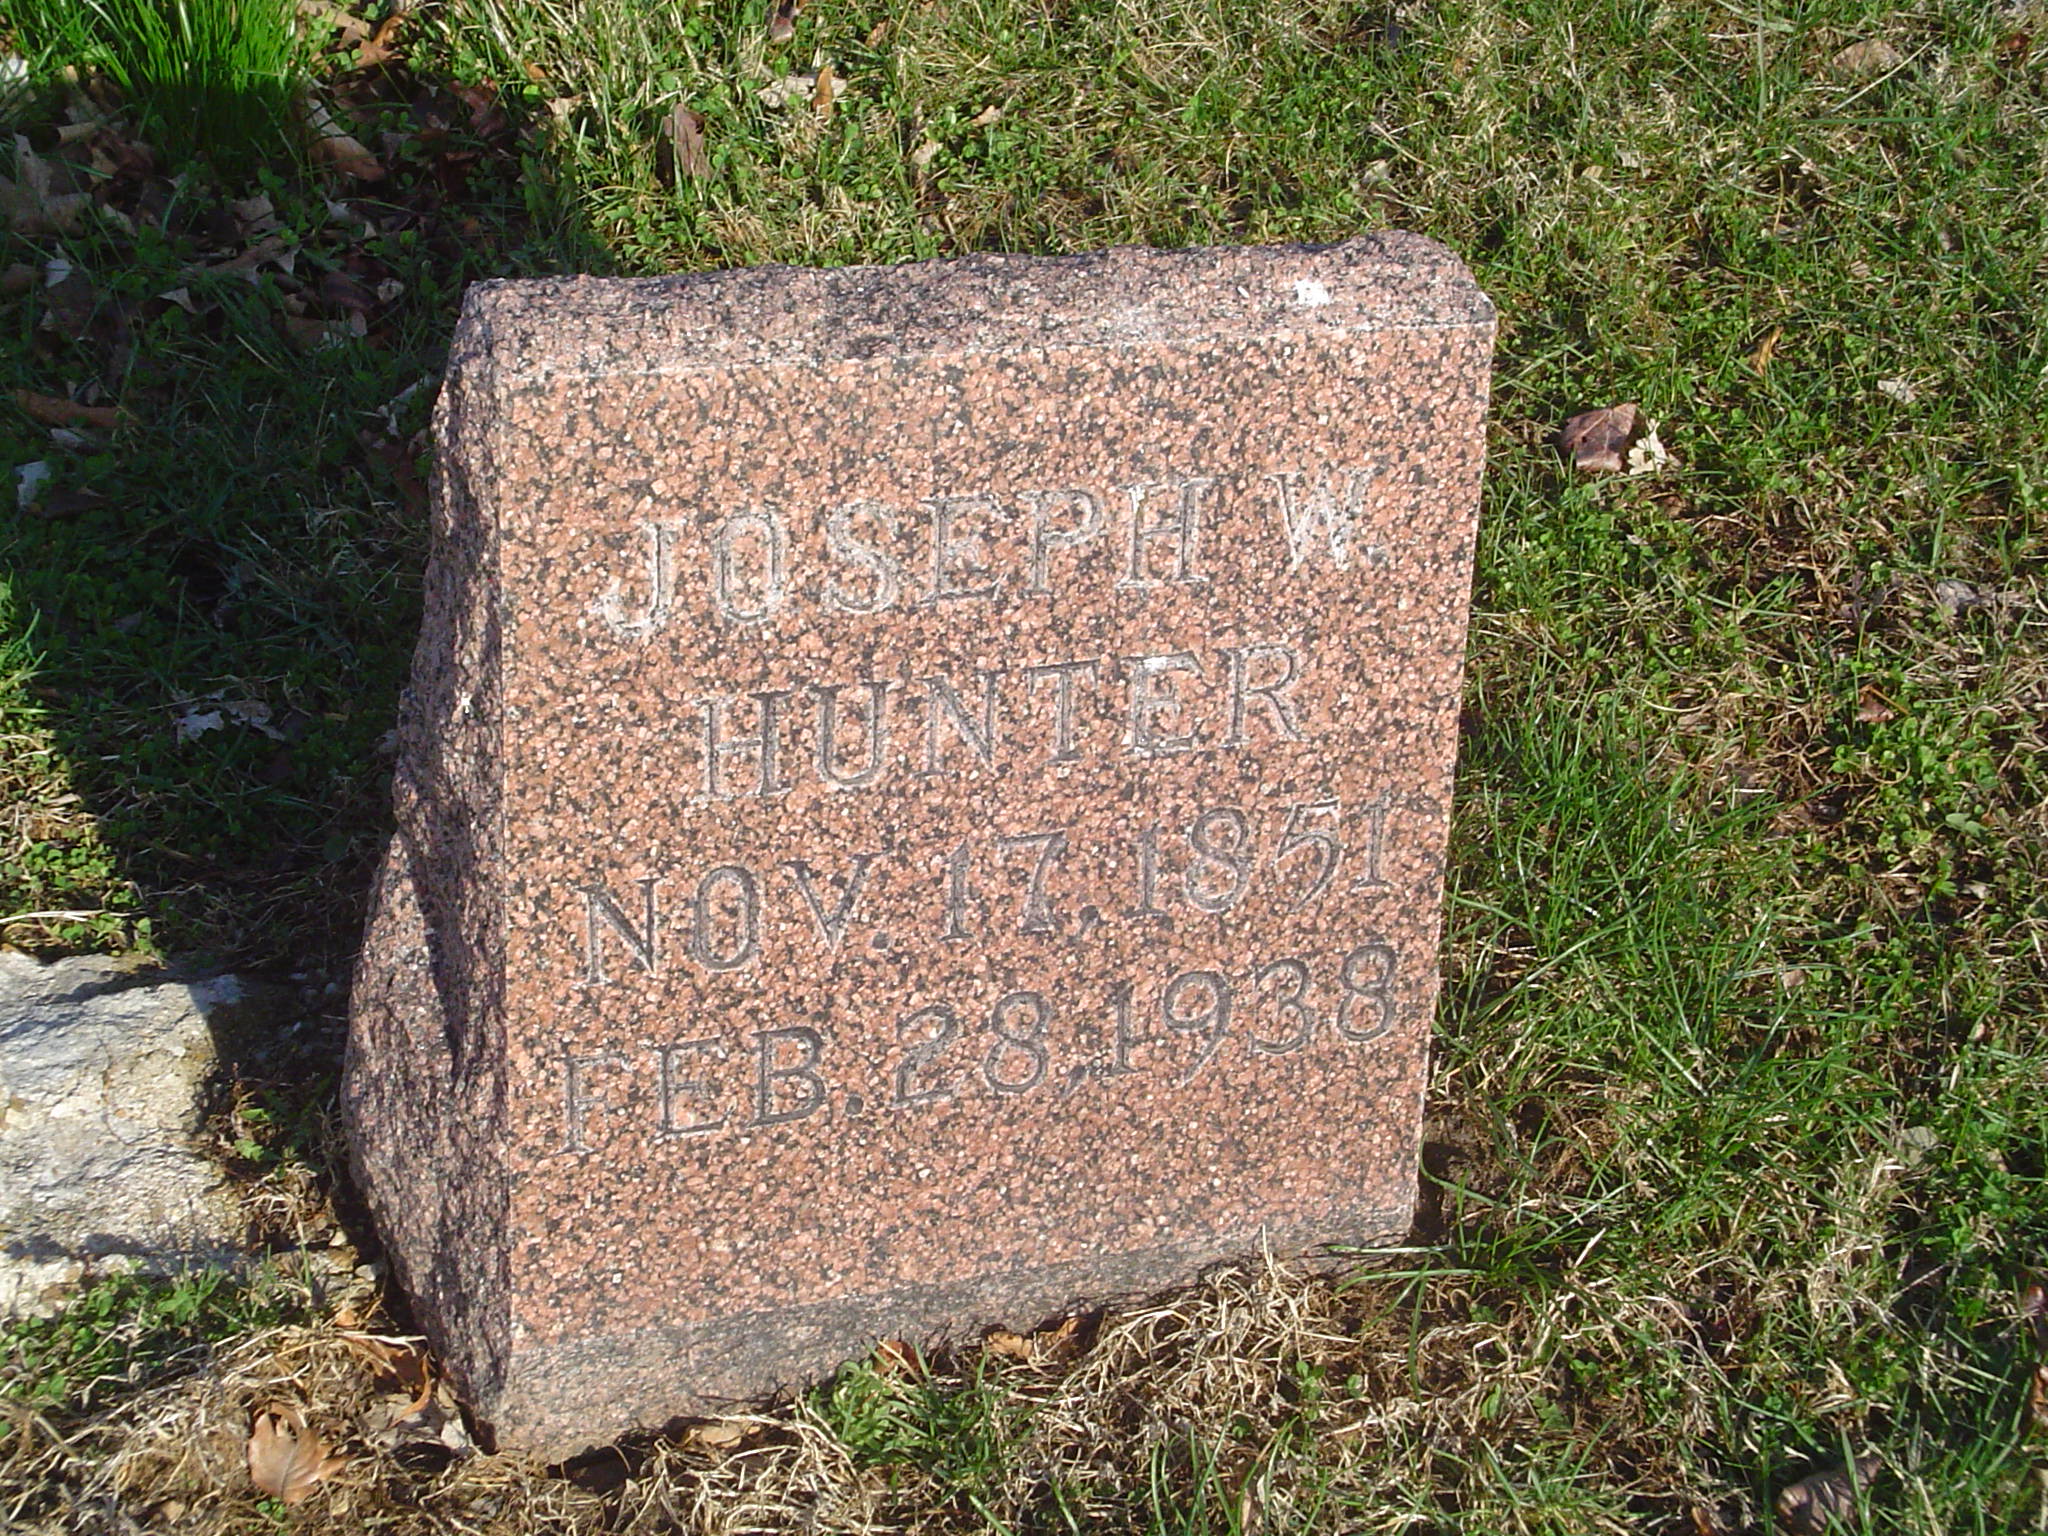 JOSEPH W.
HUNTER
NOV. 17, 1851
FEB. 28, 1938